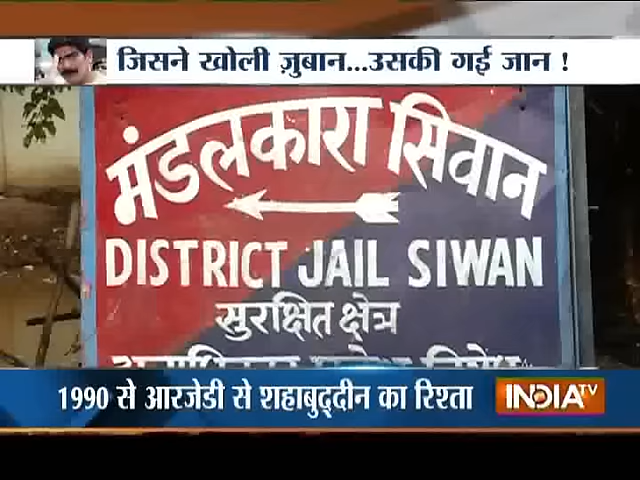 जिसने खोली ज़ुबान...उसकी गई जान !
मंडलकारा सिवान
DISTRICT JAIL SIWAN
सुरक्षित क्षेत्र
1990 से आरजेडी से शहाबुद्दीन का रिश्ता
INDIA TV